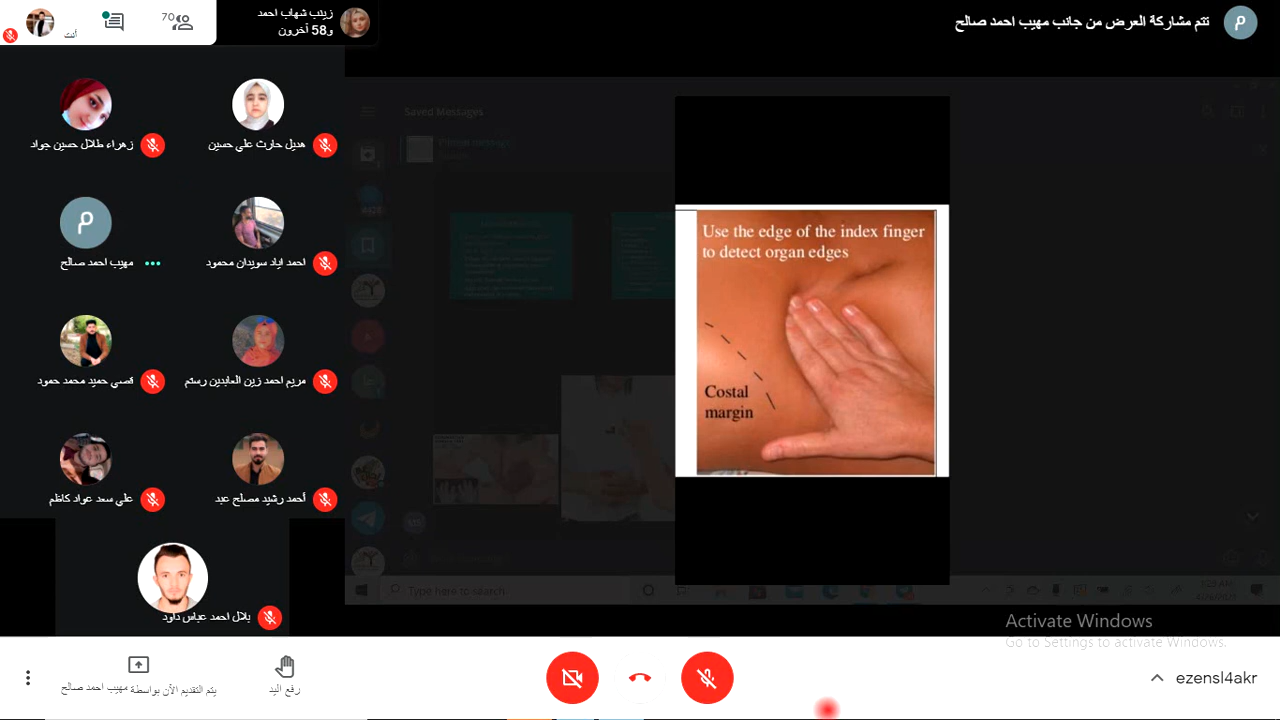 زينب شهاب احمد
و58 آخرون
70
أنت
تتم مشاركة العرض من جانب مهيب احمد صالح
م
هديل حارث علي حسين
زهراء طلال حسين جواد
احمد اياد سويدان محمود
م
مهيب احمد صالح
مريم احمد زين العابدين رستم
قصي حميد محمد حمود
أحمد رشيد مصلح عبد
علي سعد عواد كاظم
بلال احمد عباس داود
Saved Messages
Use the edge of the index finger
to detect organ edges
Costal
margin
Type here to search
Activate Windows
Go to Settings to activate Windows.
يتم التقديم الآن بواسطة مهيب احمد صالح
رفع اليد
ezensl4akr